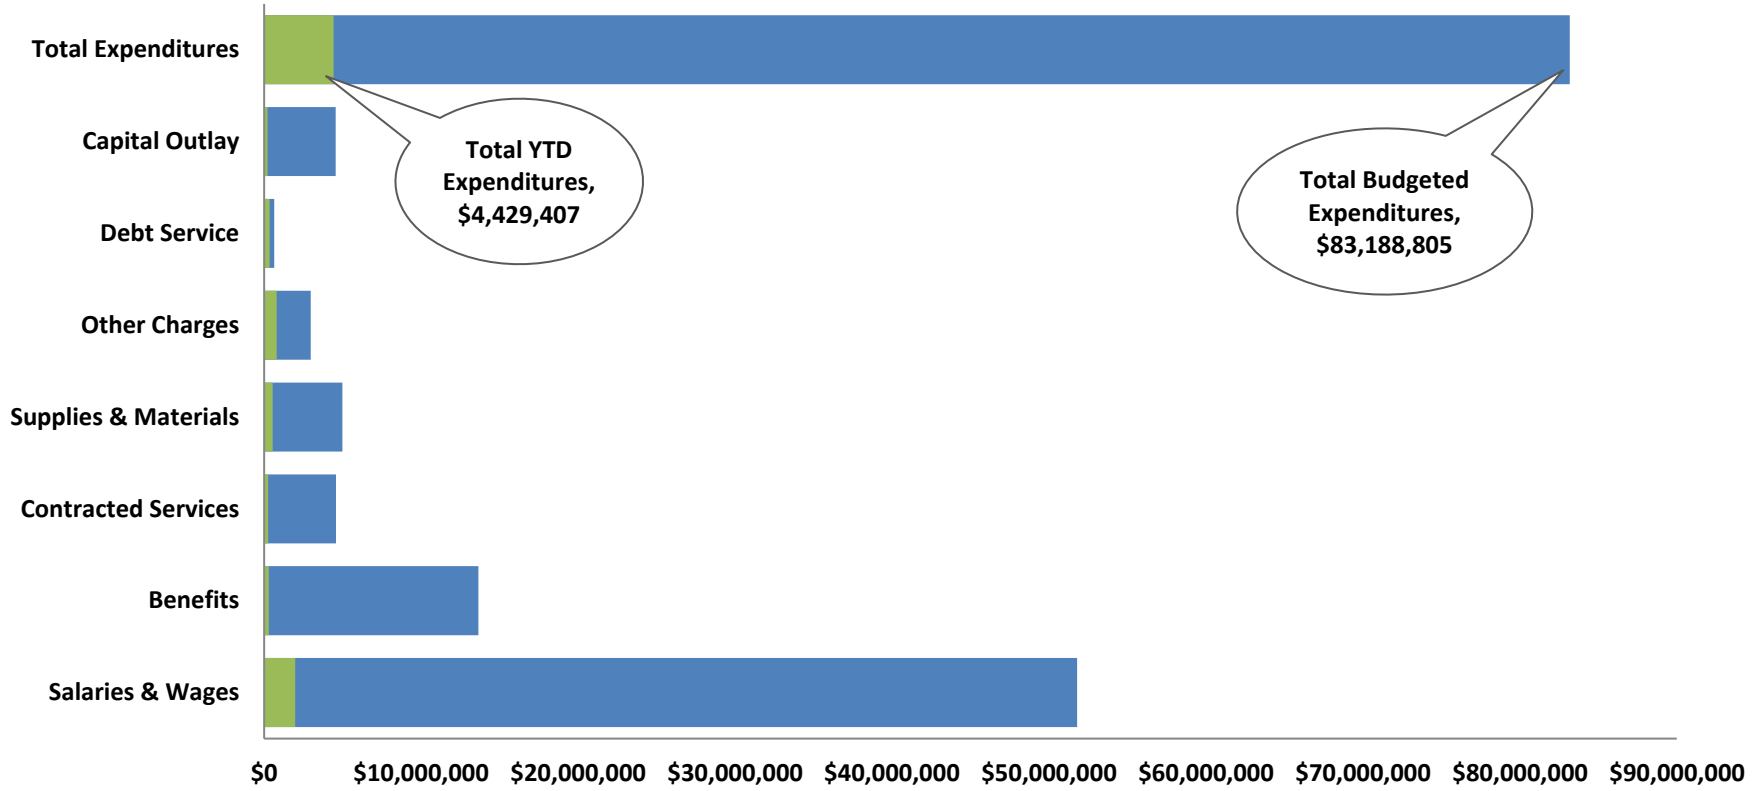 Total Expenditures
Capital Outlay
Debt Service
Other Charges
Supplies & Materials
Contracted Services
Benefits
Salaries & Wages
Total YTD
Expenditures,
$4,429,407
Total Budgeted
Expenditures,
$83,188,805
$0 $10,000,000 $20,000,000 $30,000,000 $40,000,000 $50,000,000 $60,000,000 $70,000,000 $80,000,000 $90,000,000